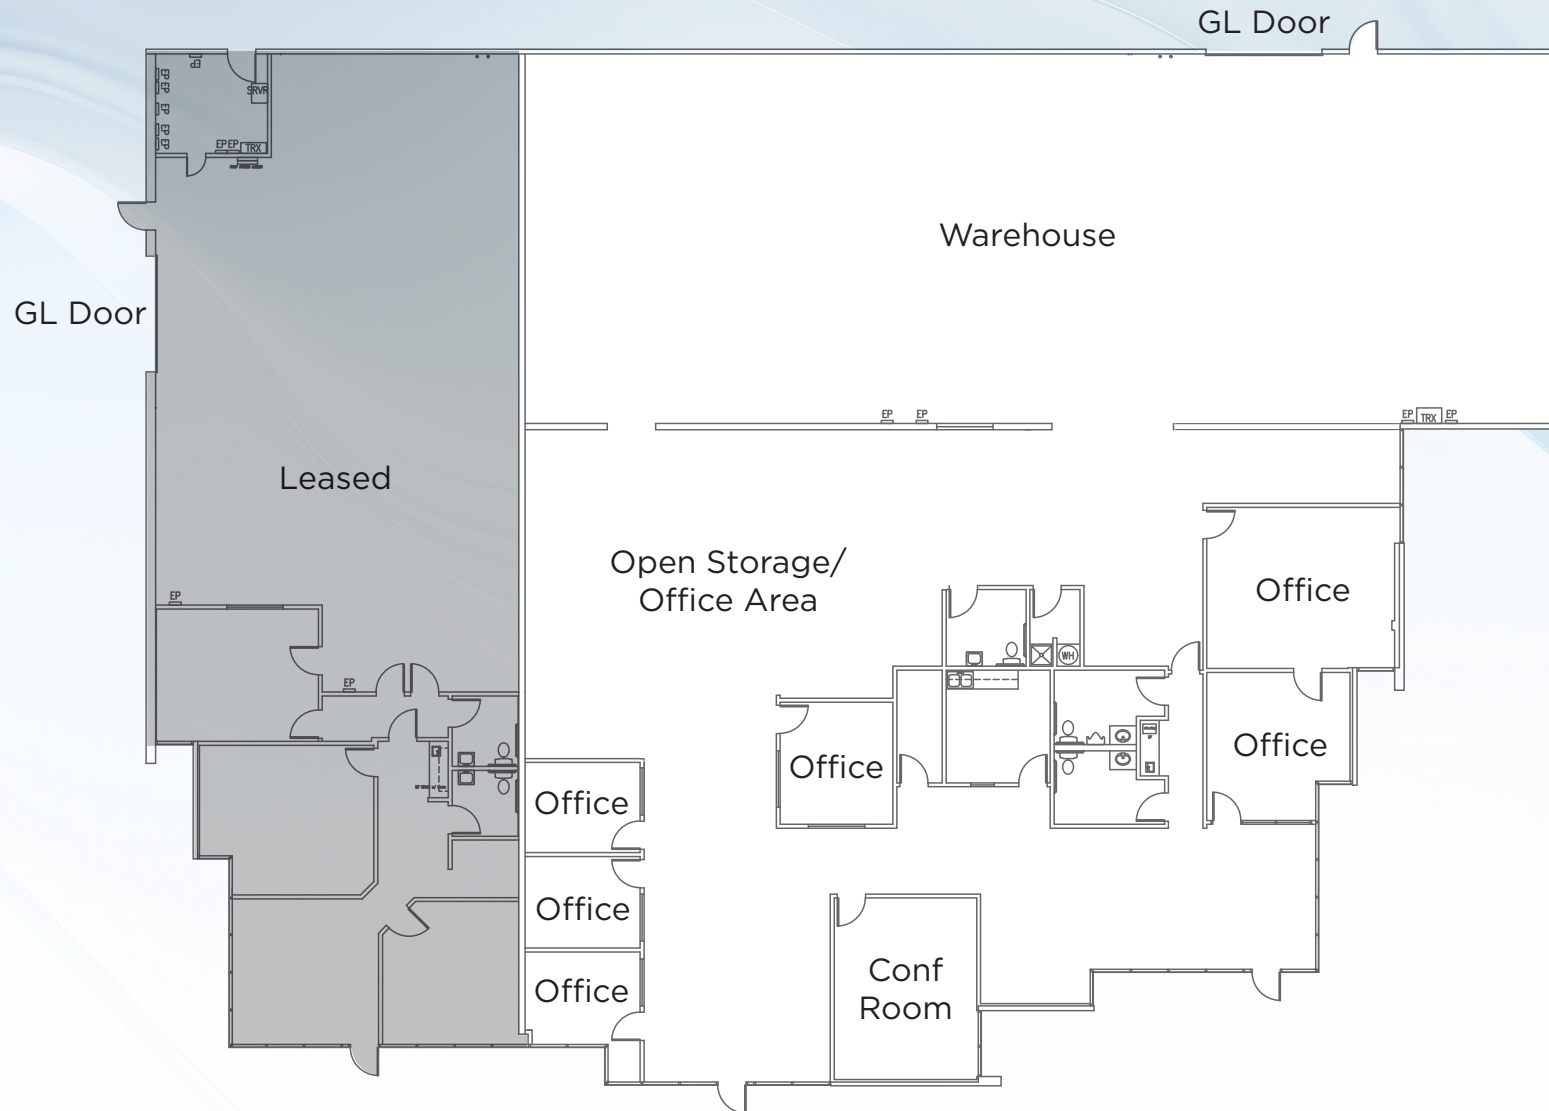 GL Door
EP
SRVR
EP
EP
EP
EP
EP
EP EP
TRX
Warehouse
GL Door
EP
EP
EP
TRX
EP
Leased
Open Storage/
Office Area
Office
EP
WH
EP
Office
Office
Office
Office
Conf
Room
Office